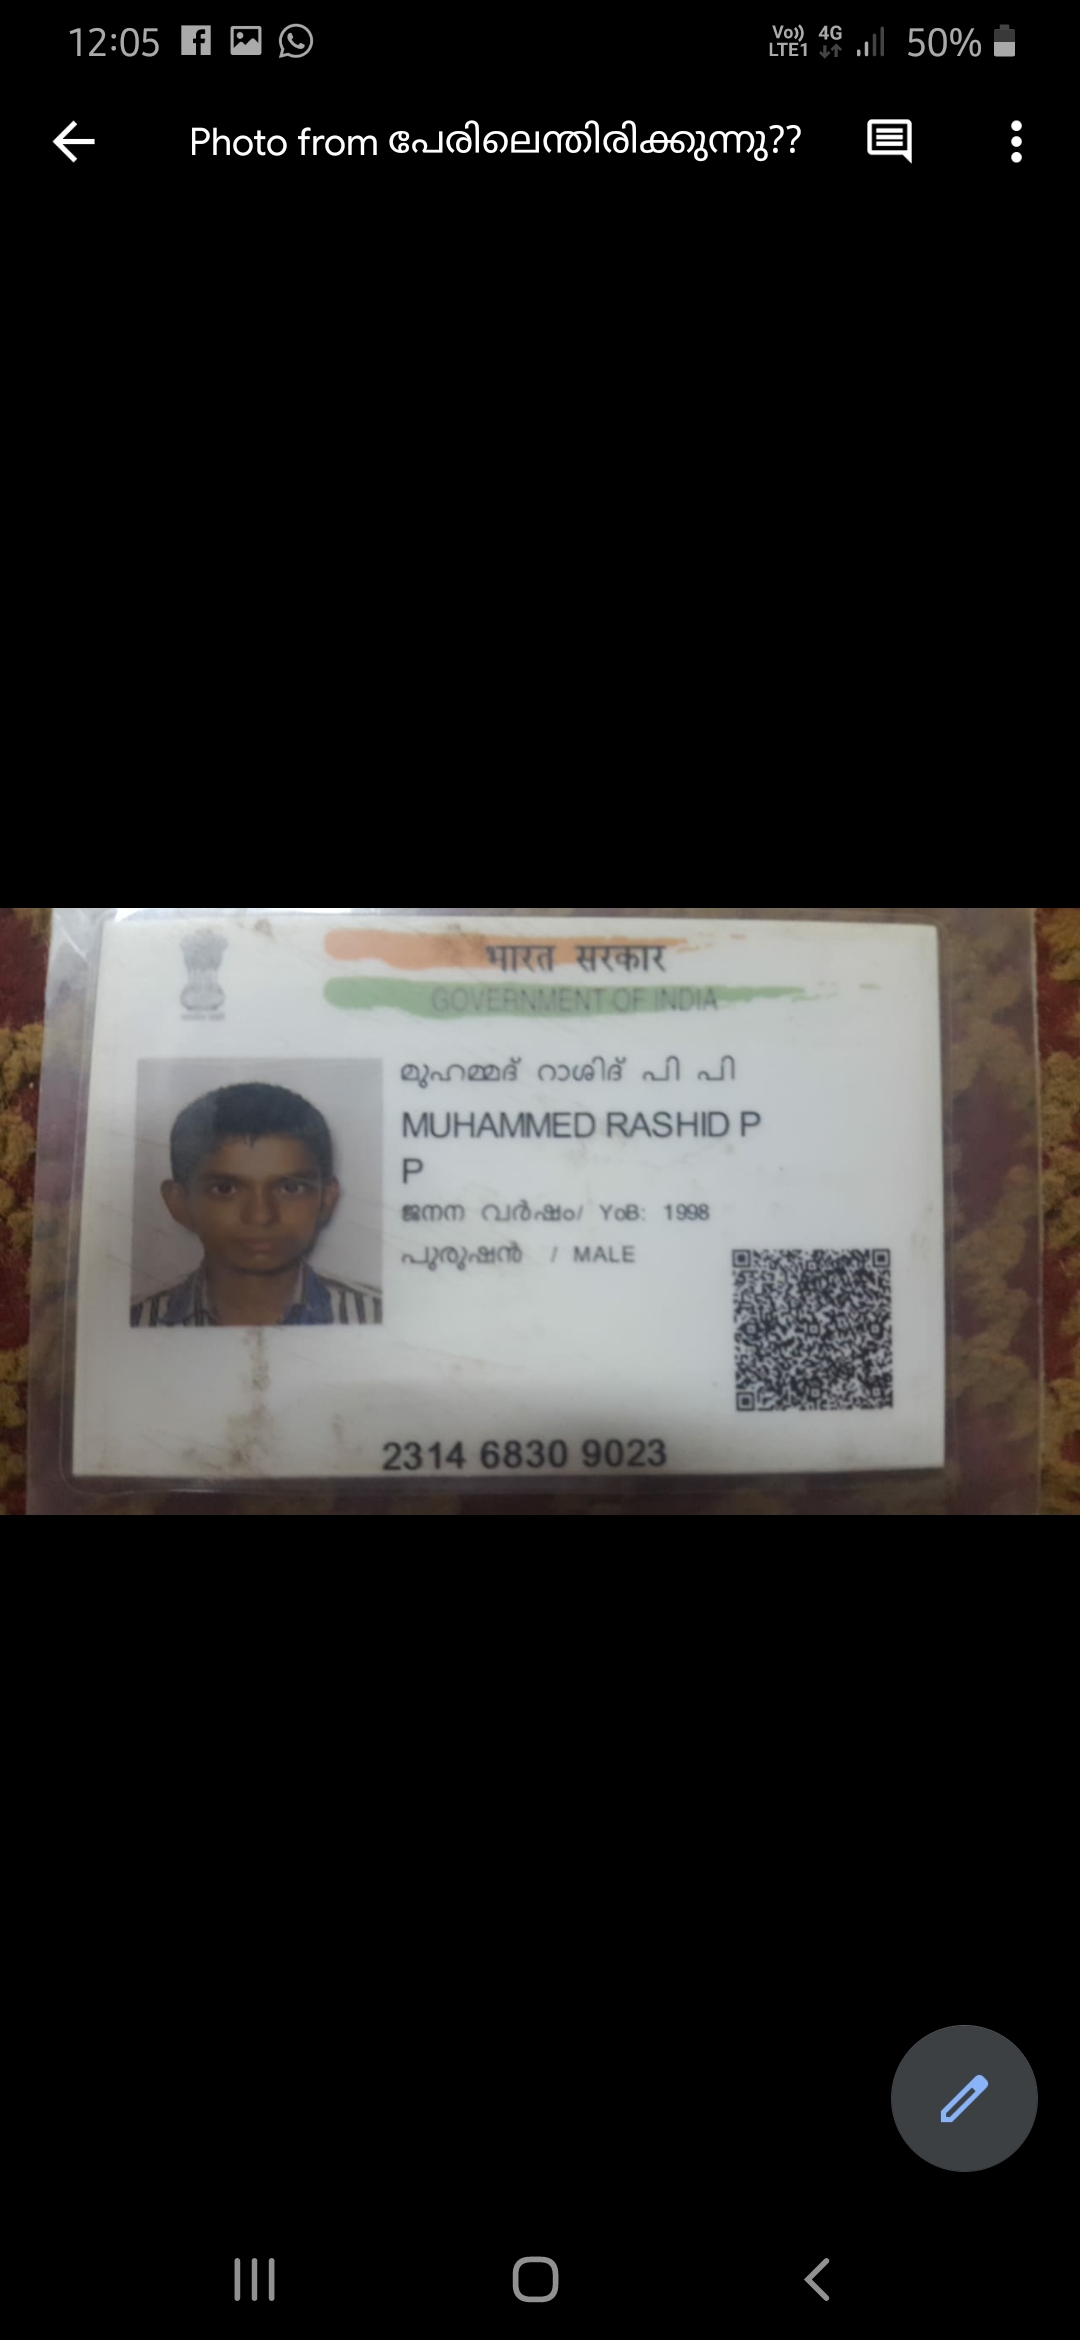 12:05
Vo)) LTE1 4G 50%
Photo from പേരിലെന്തിരിക്കുന്നു??
भारत सरकार
GOVERNMENT OF INDIA
മുഹമ്മദ് റാശിദ് പി പി
MUHAMMED RASHID P
P
ജനന വർഷം/ YoB: 1998
പുരുഷൻ / MALE
2314 6830 9023